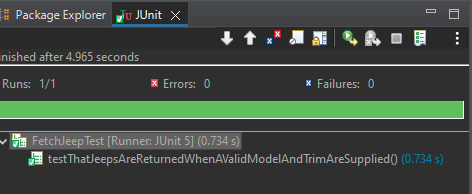 Package Explorer JUnit
inished after 4.965 seconds
Runs: 1/1 Errors: 0 Failures: 0
FetchJeepTest [Runner: JUnit 5] (0.734 s)
testThatJeepsAreReturnedWhenAValidModelAndTrimAreSupplied() (0.734 s)